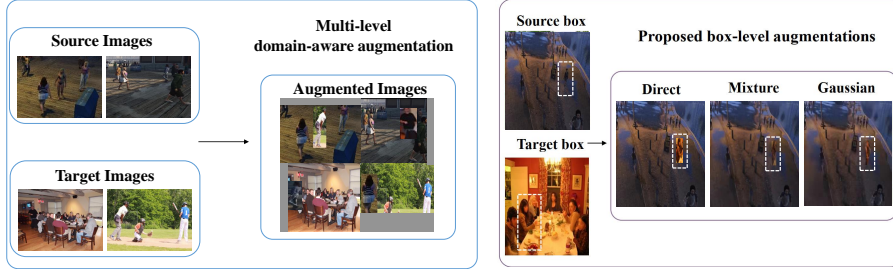 Source Images
Target Images
Multi-level
domain-aware augmentation
Augmented Images
Source box
Target box
Proposed box-level augmentations
Direct
Mixture
Gaussian